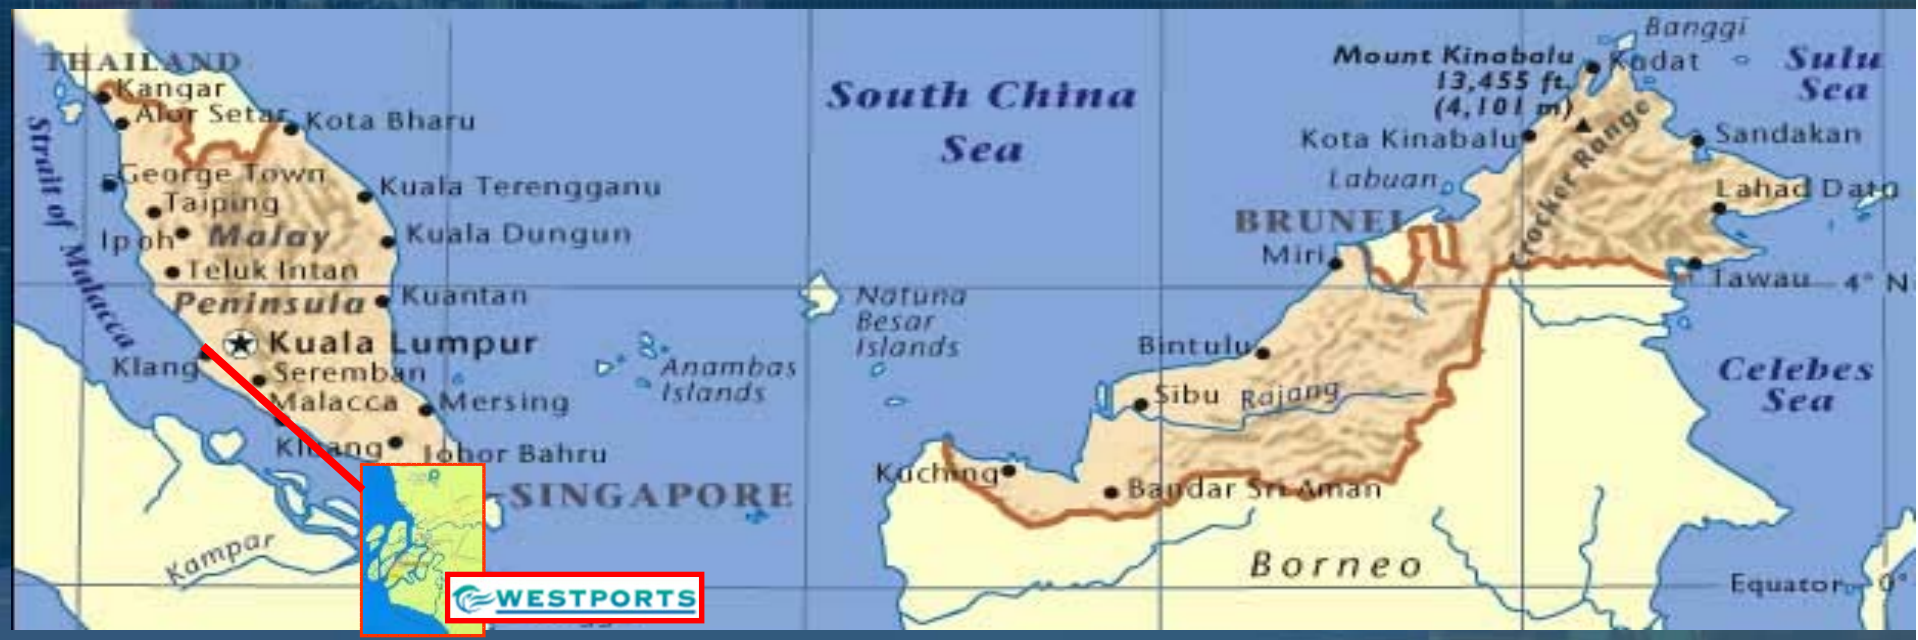 THAILAND
Kangar
Alor Setar
Kota Bharu
Strait of Malacca
George Town
Kuala Terengganu
Taiping
Ipoh
Malay
Kuala Dungun
Teluk Intan
Peninsula
Kuantan
Kuala Lumpur
Klang
Seremban
Malacca
Mersing
Kluang
Johor Bahru
SINGAPORE
Kampar
WESTPORTS
South China
Sea
Natuna
Besar
Islands
Anambas
Islands
Banggi
Mount Kinabalu
13,455 ft.
(4,101 m)
Kudat
Sulu
Sea
Kota Kinabalu
Crocker Range
Sandakan
Labuan
Lahad Datu
BRUNEI
Miri
Tawau
4° N
Bintulu
Sibu
Rajang
Celebes
Sea
Kuching
Bandar Sri Aman
Borneo
Equator
0°